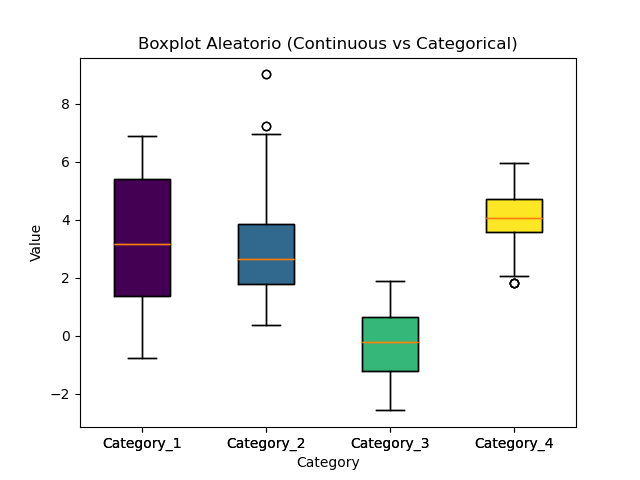 Boxplot Aleatorio (Continuous vs Categorical)
8
6
4
2
0
−2
Value
Category_1
Category_2
Category_3
Category_4
Category